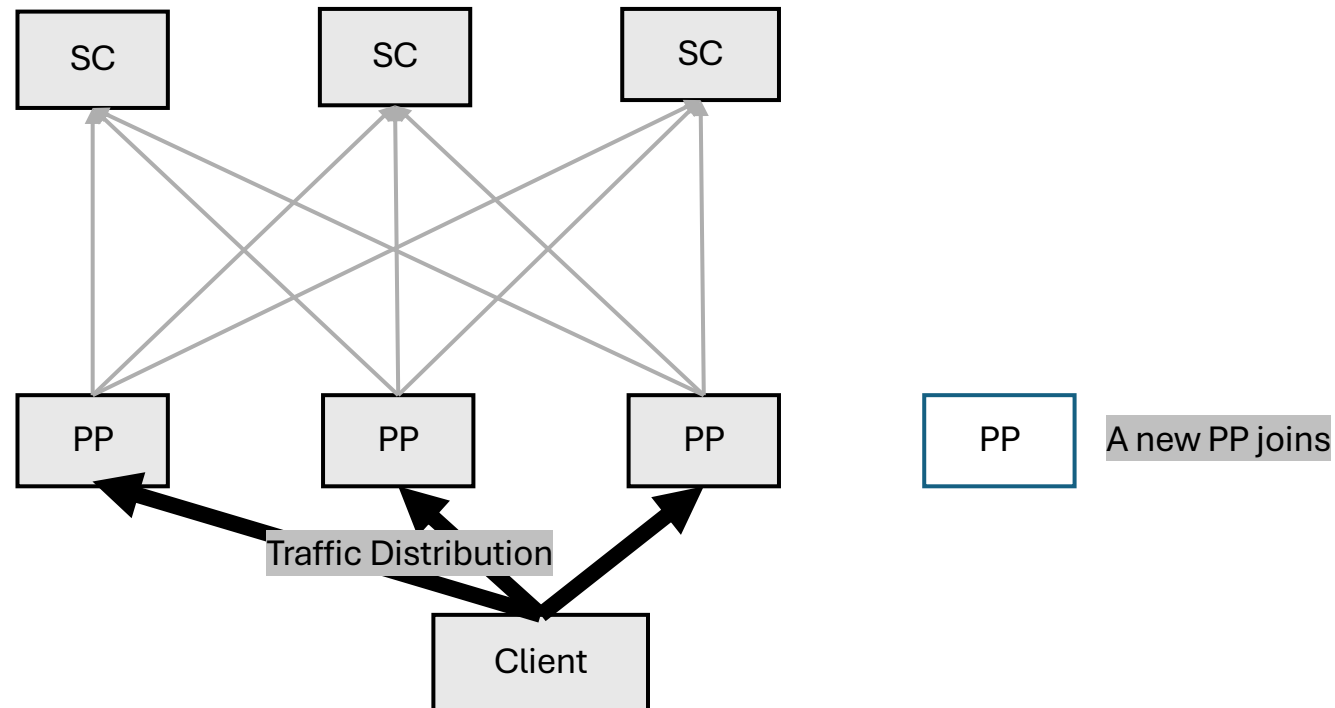 SC
SC
SC
PP
PP
PP
PP
A new PP joins
Traffic Distribution
Client